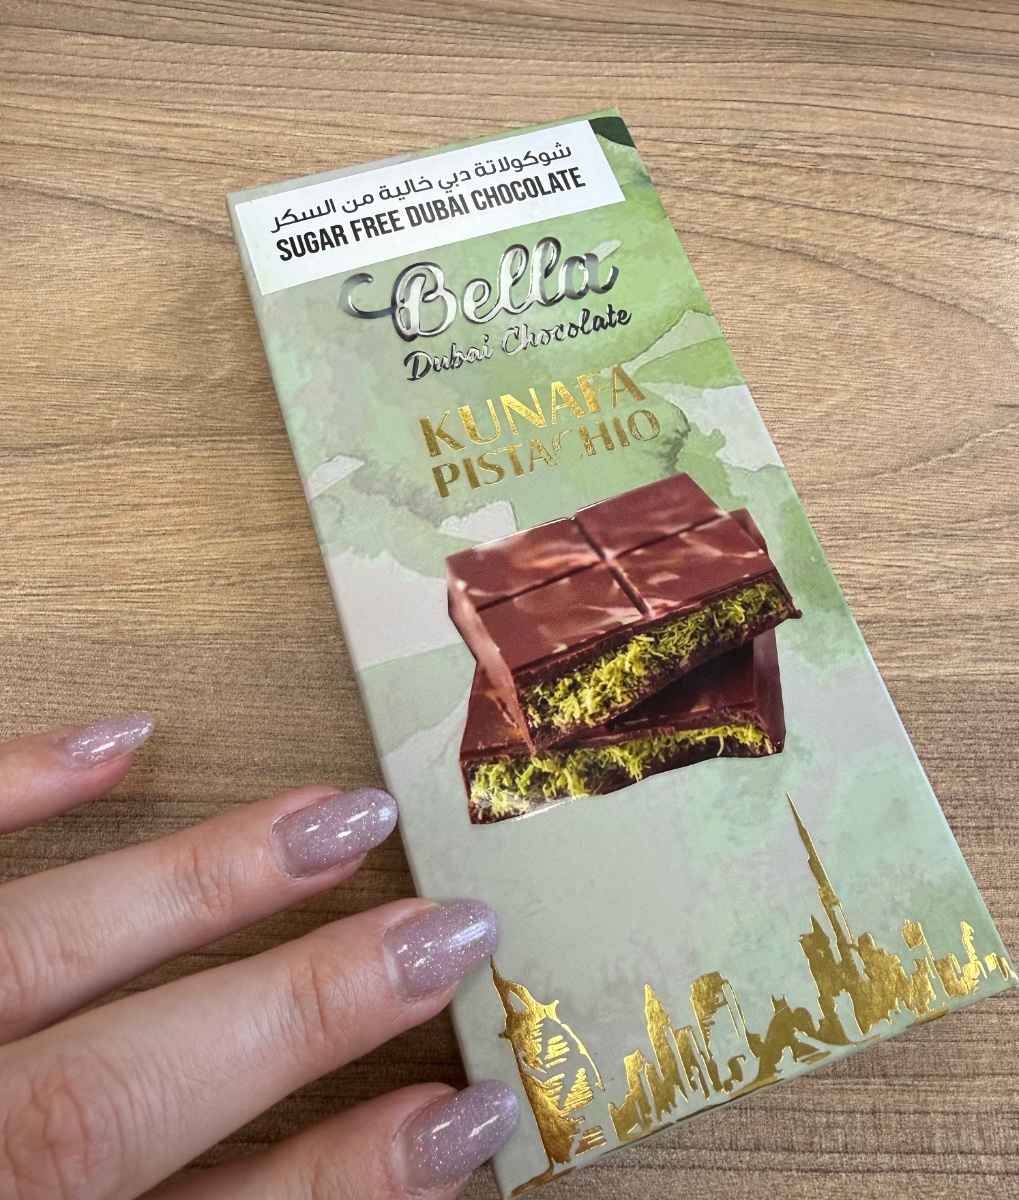 شوكولاتة دبي خالية من السكر
SUGAR FREE DUBAI CHOCOLATE
Bella
Dubai Chocolate
KUNAFA
PISTACHIO